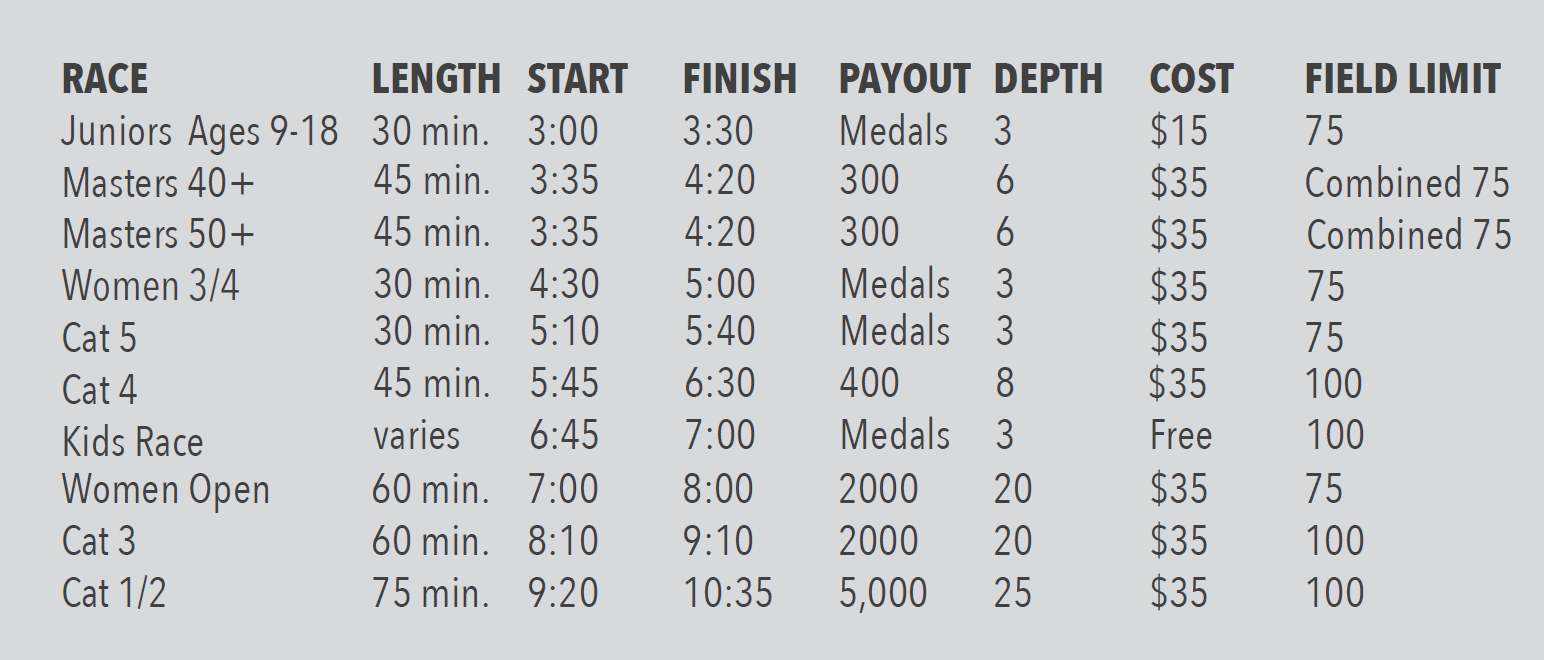 RACE LENGTH START FINISH PAYOUT DEPTH COST FIELD LIMIT
Juniors Ages 9-18 30 min. 3:00 3:30 Medals 3 $15 75
Masters 40+ 45 min. 3:35 4:20 300 6 $35 Combined 75
Masters 50+ 45 min. 3:35 4:20 300 6 $35 Combined 75
Women 3/4 30 min. 4:30 5:00 Medals 3 $35 75
Cat 5 30 min. 5:10 5:40 Medals 3 $35 75
Cat 4 45 min. 5:45 6:30 400 8 $35 100
Kids Race varies 6:45 7:00 Medals 3 Free 100
Women Open 60 min. 7:00 8:00 2000 20 $35 75
Cat 3 60 min. 8:10 9:10 2000 20 $35 100
Cat 1/2 75 min. 9:20 10:35 5,000 25 $35 100